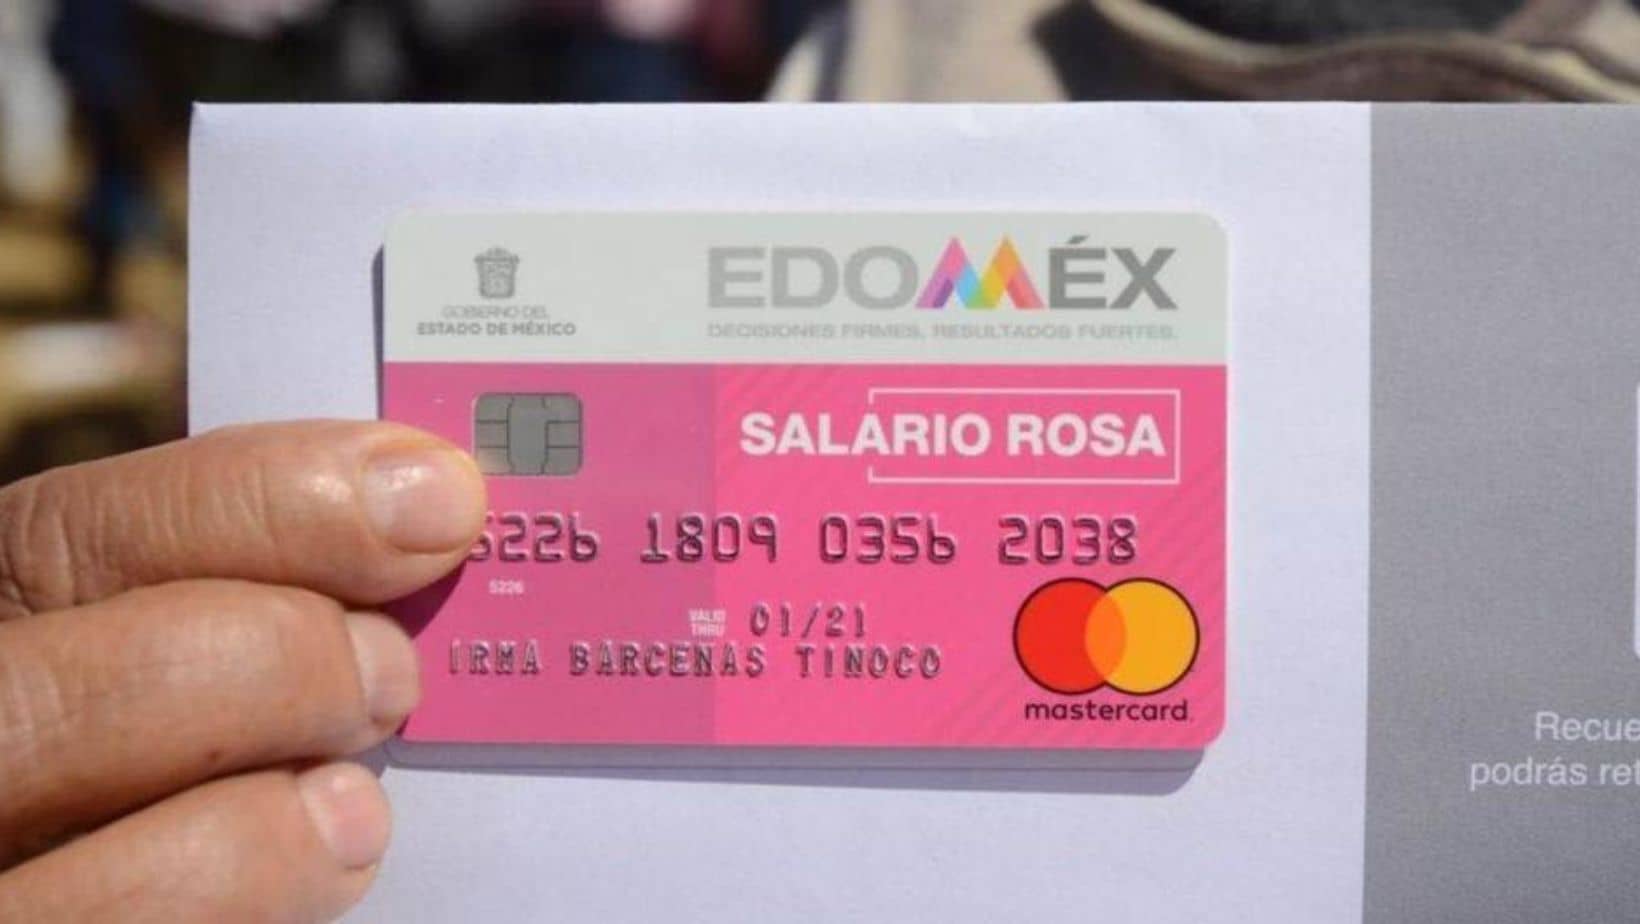 GOBIERNO DEL
ESTADO DE MÉXICO
EDOMÉX
DECISIONES FIRMES, RESULTADOS FUERTES.
SALARIO ROSA
5226 1809 0356 2038
5226
VALID
THRU 01/21
IRMA BARCENAS TINOCO
mastercard
Recue
podrás ret